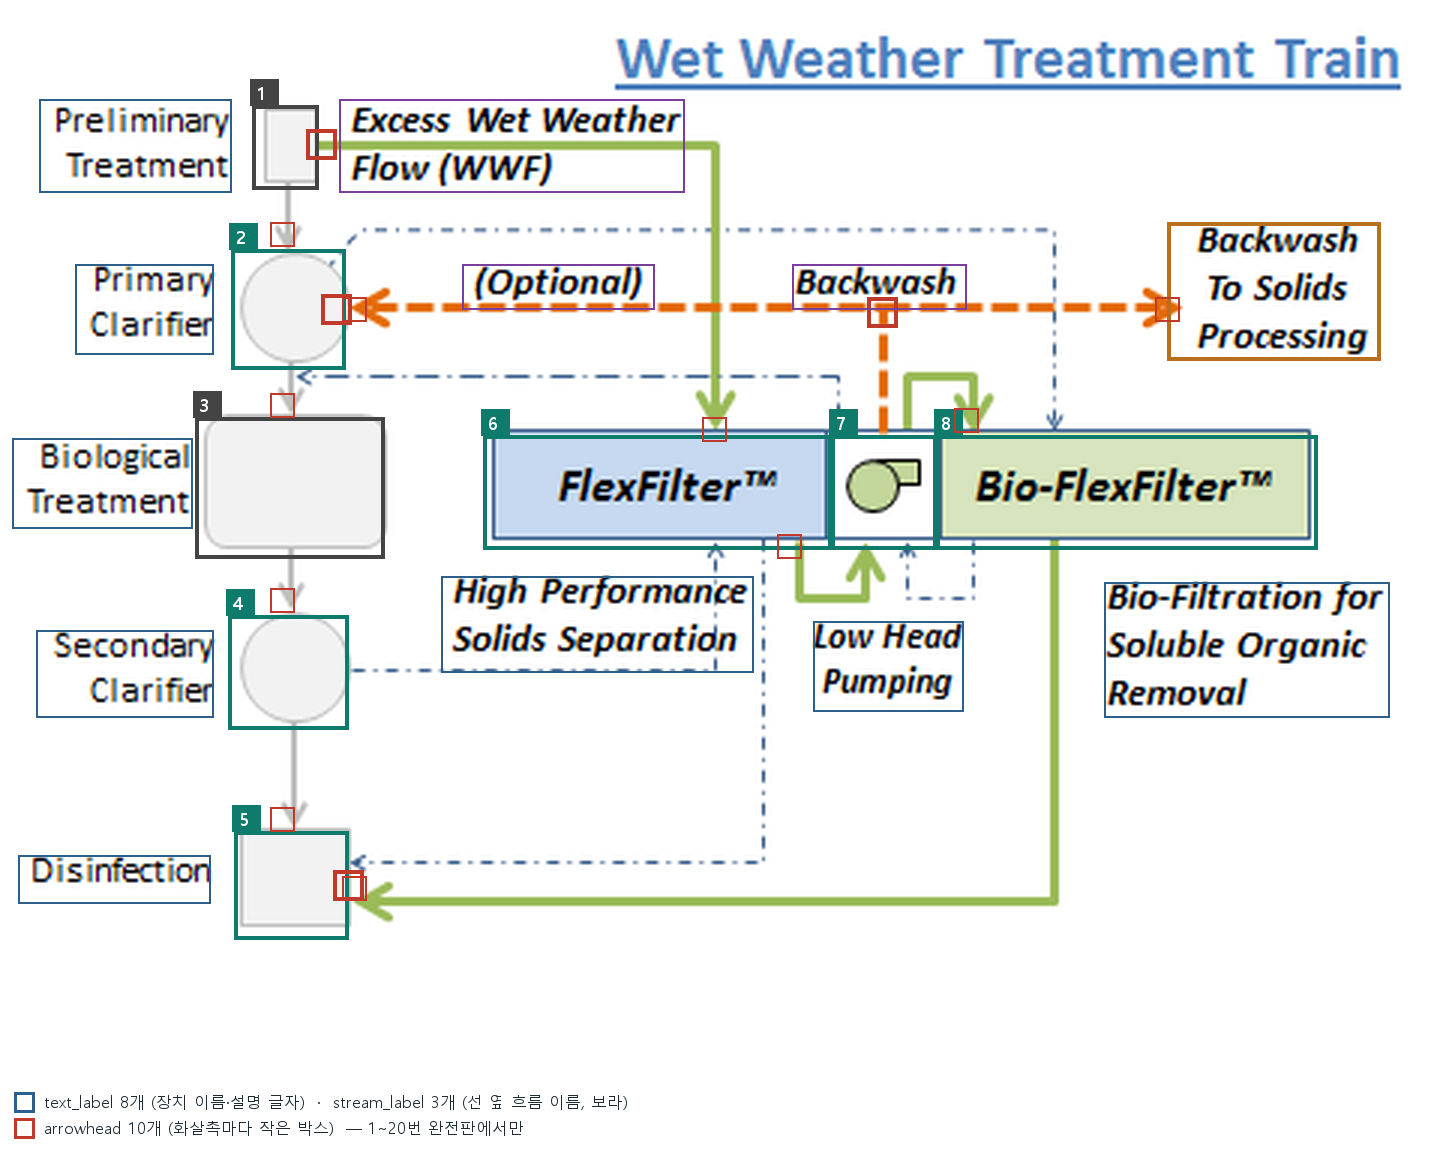 Wet Weather Treatment Train
1
Preliminary
Treatment
Excess Wet Weather
Flow (WWF)
2
Primary
Clarifier
(Optional)
Backwash
Backwash
To Solids
Processing
3
Biological
Treatment
6
FlexFilter™
7
8
Bio-FlexFilter™
High Performance
Solids Separation
Low Head
Pumping
Bio-Filtration for
Soluble Organic
Removal
4
Secondary
Clarifier
5
Disinfection
text_label 8개 (장치 이름·설명 글자) · stream_label 3개 (선 옆 흐름 이름, 보라)
arrowhead 10개 (화살촉마다 작은 박스) — 1~20번 완전판에서만